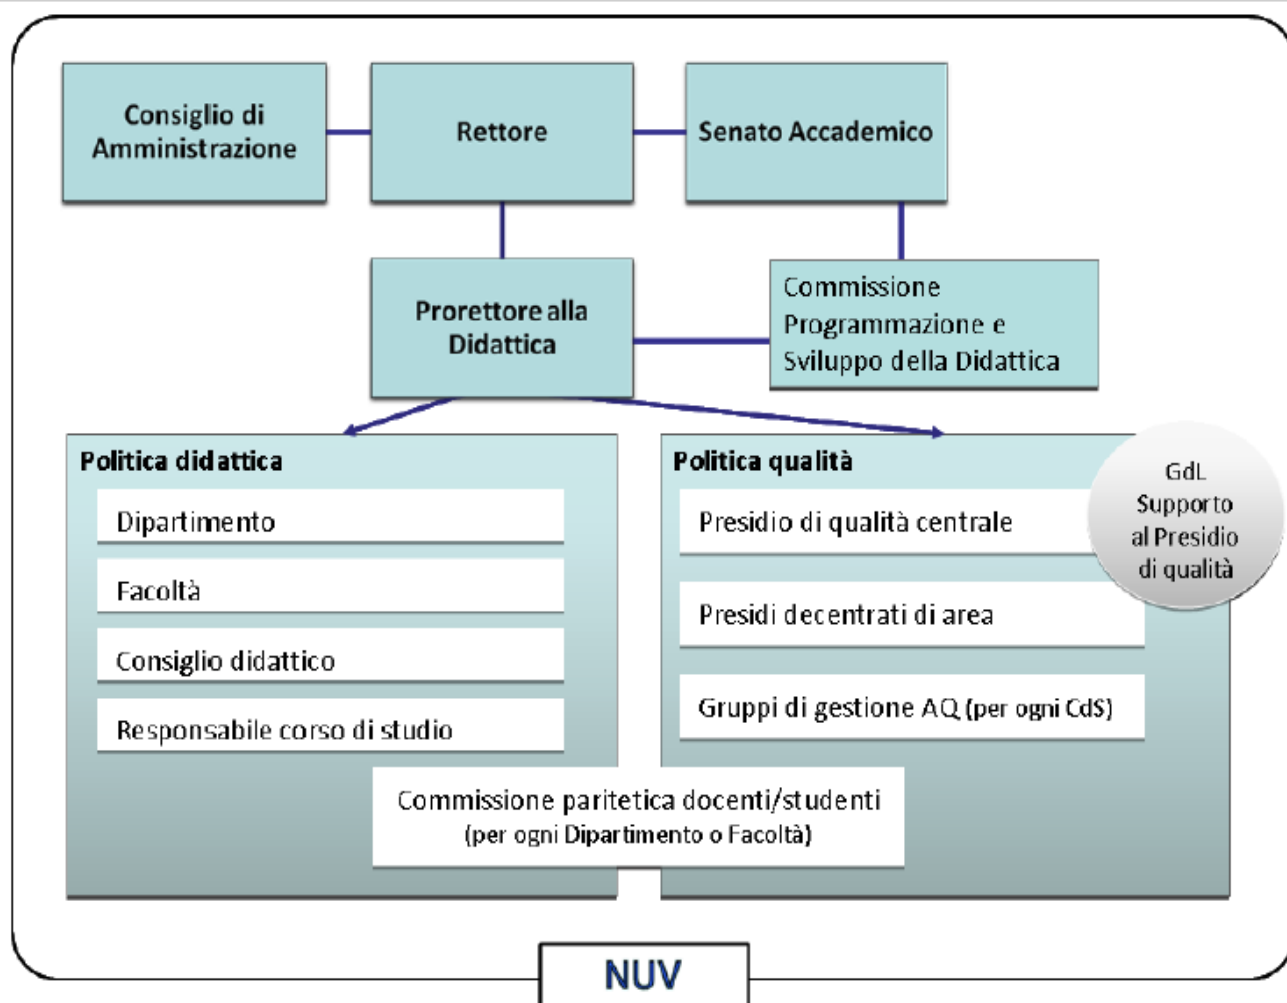 Consiglio di
Amministrazione
Rettore
Senato Accademico
Prorettore alla
Didattica
Commissione
Programmazione e
Sviluppo della Didattica
Politica didattica
Dipartimento
Facoltà
Consiglio didattico
Responsabile corso di studio
Politica qualità
Presidio di qualità centrale
Presidi decentrati di area
Gruppi di gestione AQ (per ogni CdS)
GdL
Supporto
al Presidio
di qualità
Commissione paritetica docenti/studenti
(per ogni Dipartimento o Facoltà)
NUV